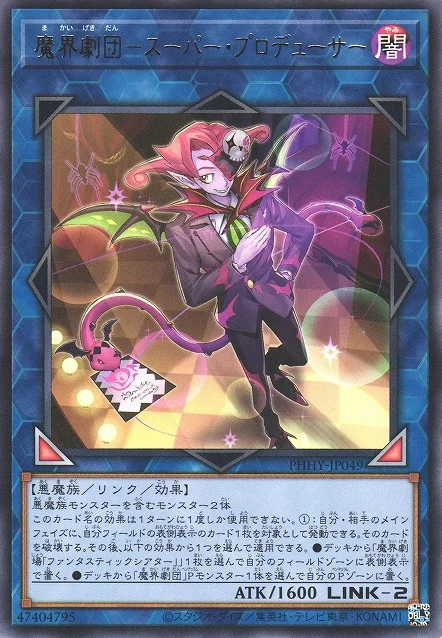 魔界劇団－スーパー・プロデューサー
闇
PHHY-JP049
【悪魔族／リンク／効果】
悪魔族モンスターを含むモンスター２体
このカード名の効果は１ターンに１度しか使用できない。①：自分・相手のメイン
フェイズに、自分フィールドの表側表示のカード１枚を対象として発動できる。そのカード
を破壊する。その後、以下の効果から１つを選んで適用できる。●デッキから「魔界劇
場「ファンタスティックシアター」」１枚を選んで自分のフィールドゾーンに表側表示
で置く。●デッキから「魔界劇団」Pモンスター１体を選んで自分のPゾーンに置く。
ATK/1600 LINK-2
47404795 ©スタジオ・ダイス/集英社・テレビ東京・KONAMI